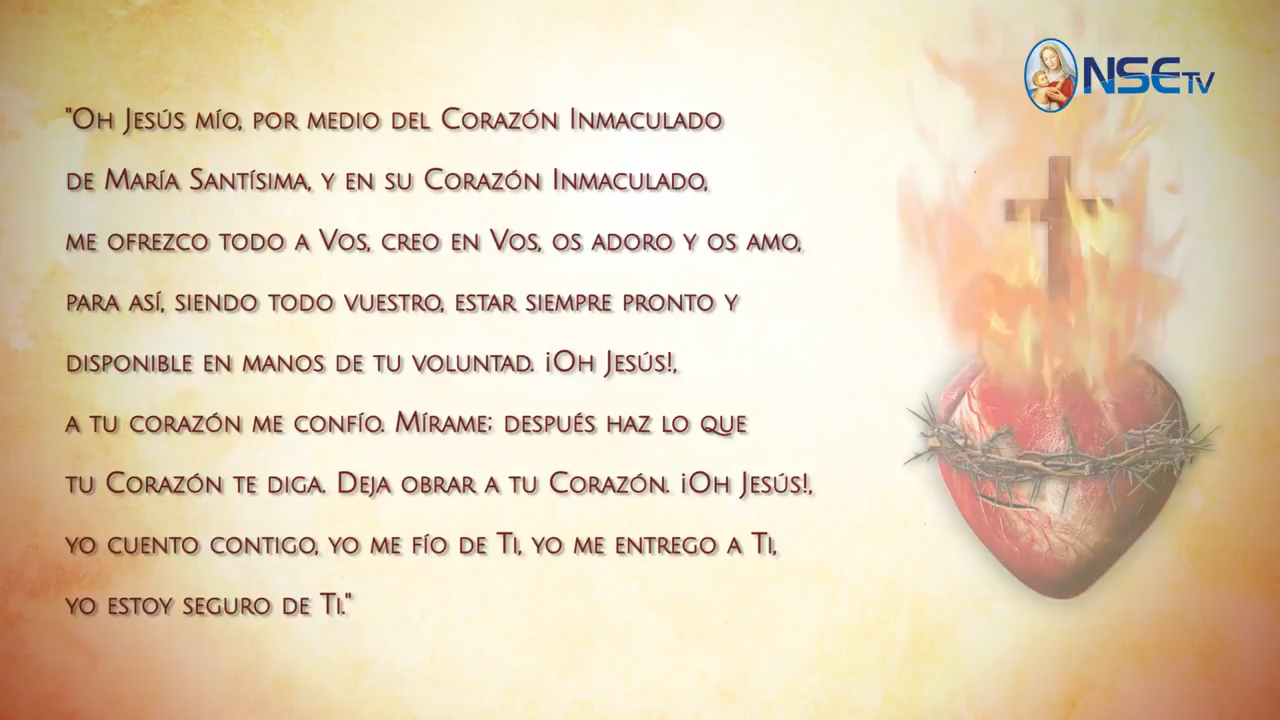 NSE TV
"Oh Jesús mío, por medio del Corazón Inmaculado
de María Santísima, y en su Corazón Inmaculado,
me ofrezco todo a Vos, creo en Vos, os adoro y os amo,
para así, siendo todo vuestro, estar siempre pronto y
disponible en manos de tu voluntad. ¡Oh Jesús!,
a tu corazón me confío. Mírame; después haz lo que
tu Corazón te diga. Deja obrar a tu Corazón. ¡Oh Jesús!,
yo cuento contigo, yo me fío de Ti, yo me entrego a Ti,
yo estoy seguro de Ti."